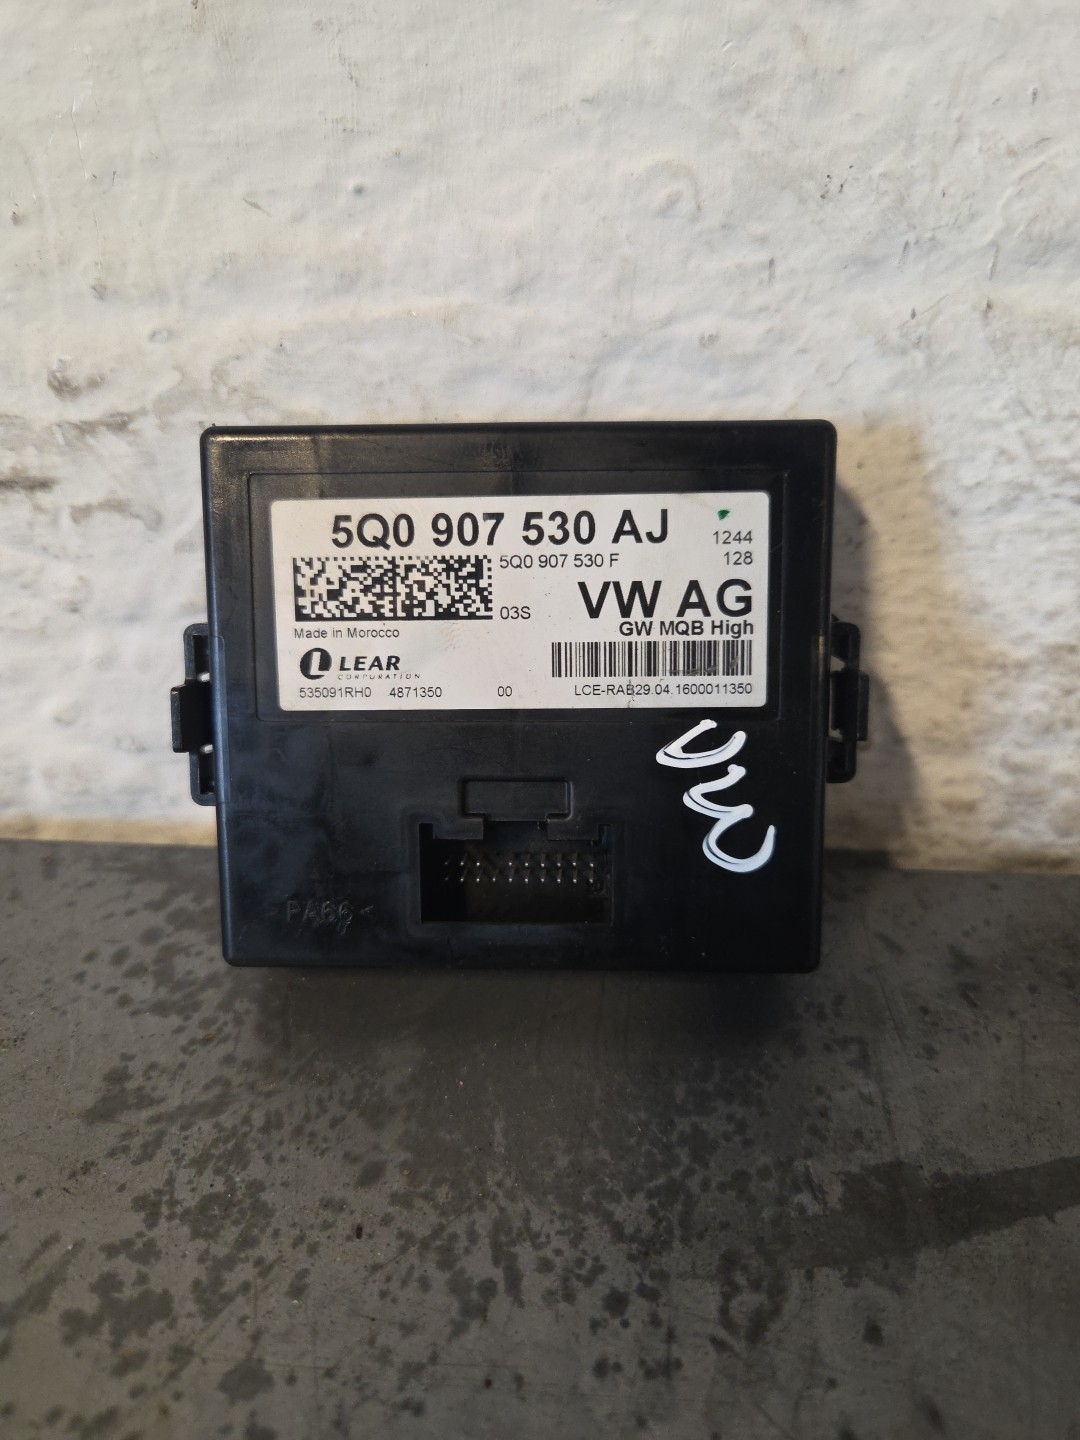 5Q0 907 530 AJ
1244
5Q0 907 530 F
128
03S
VW AG
GW MQB High
Made in Morocco
LEAR
CORPORATION
535091RH0 4871350 00 LCE-RAB29.04.1600011350
>PA66<